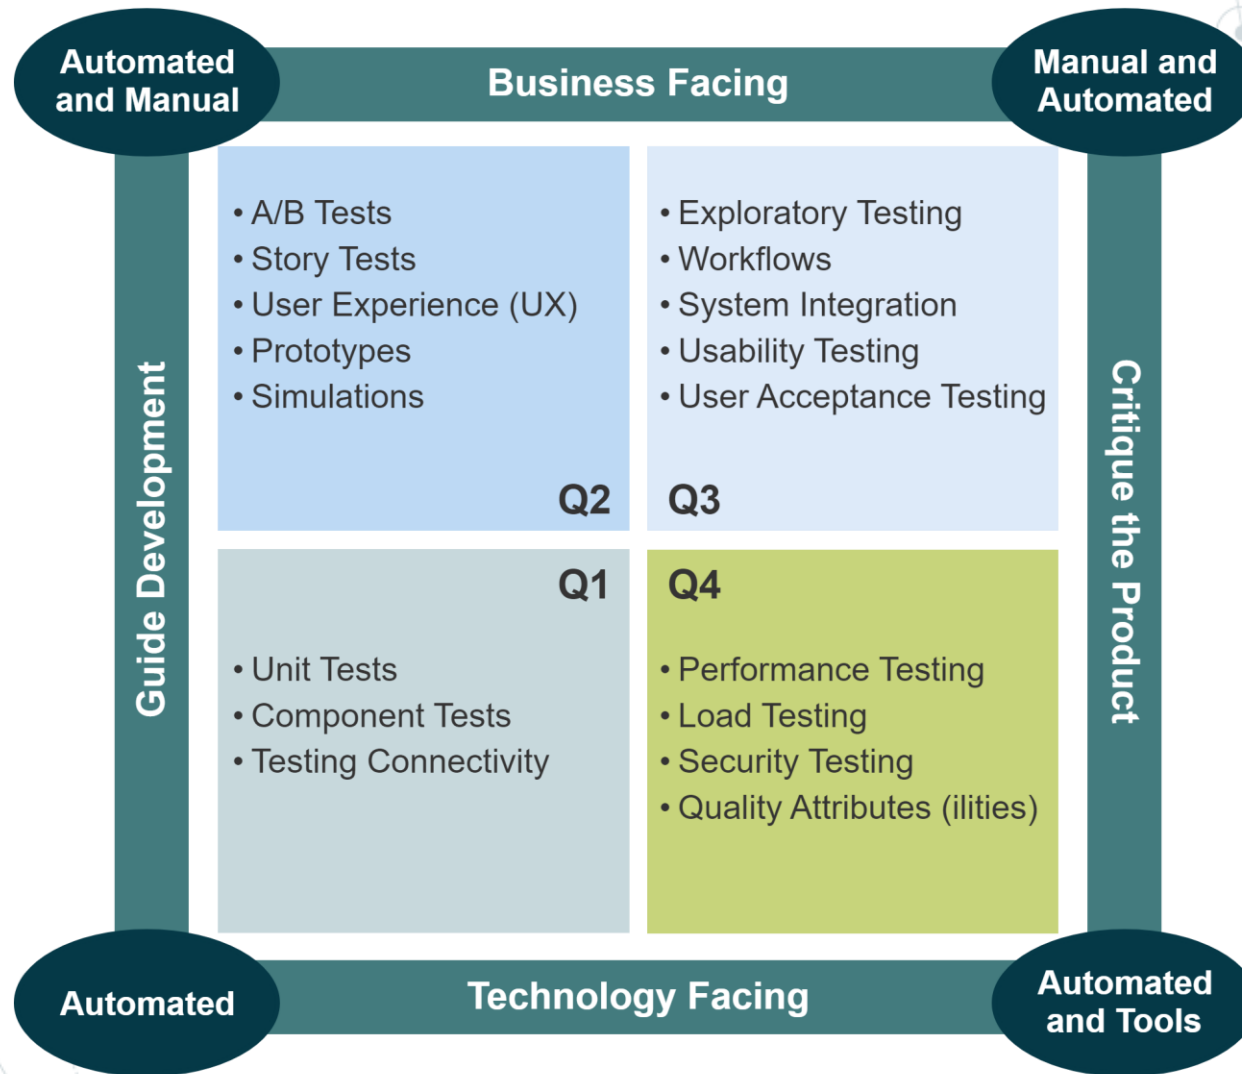 Automated
and Manual
Business Facing
Manual and
Automated
Guide Development
• A/B Tests
• Story Tests
• User Experience (UX)
• Prototypes
• Simulations
Q2
• Exploratory Testing
• Workflows
• System Integration
• Usability Testing
• User Acceptance Testing
Q3
Critique the Product
Q1
• Unit Tests
• Component Tests
• Testing Connectivity
Q4
• Performance Testing
• Load Testing
• Security Testing
• Quality Attributes (ilities)
Automated
Technology Facing
Automated
and Tools